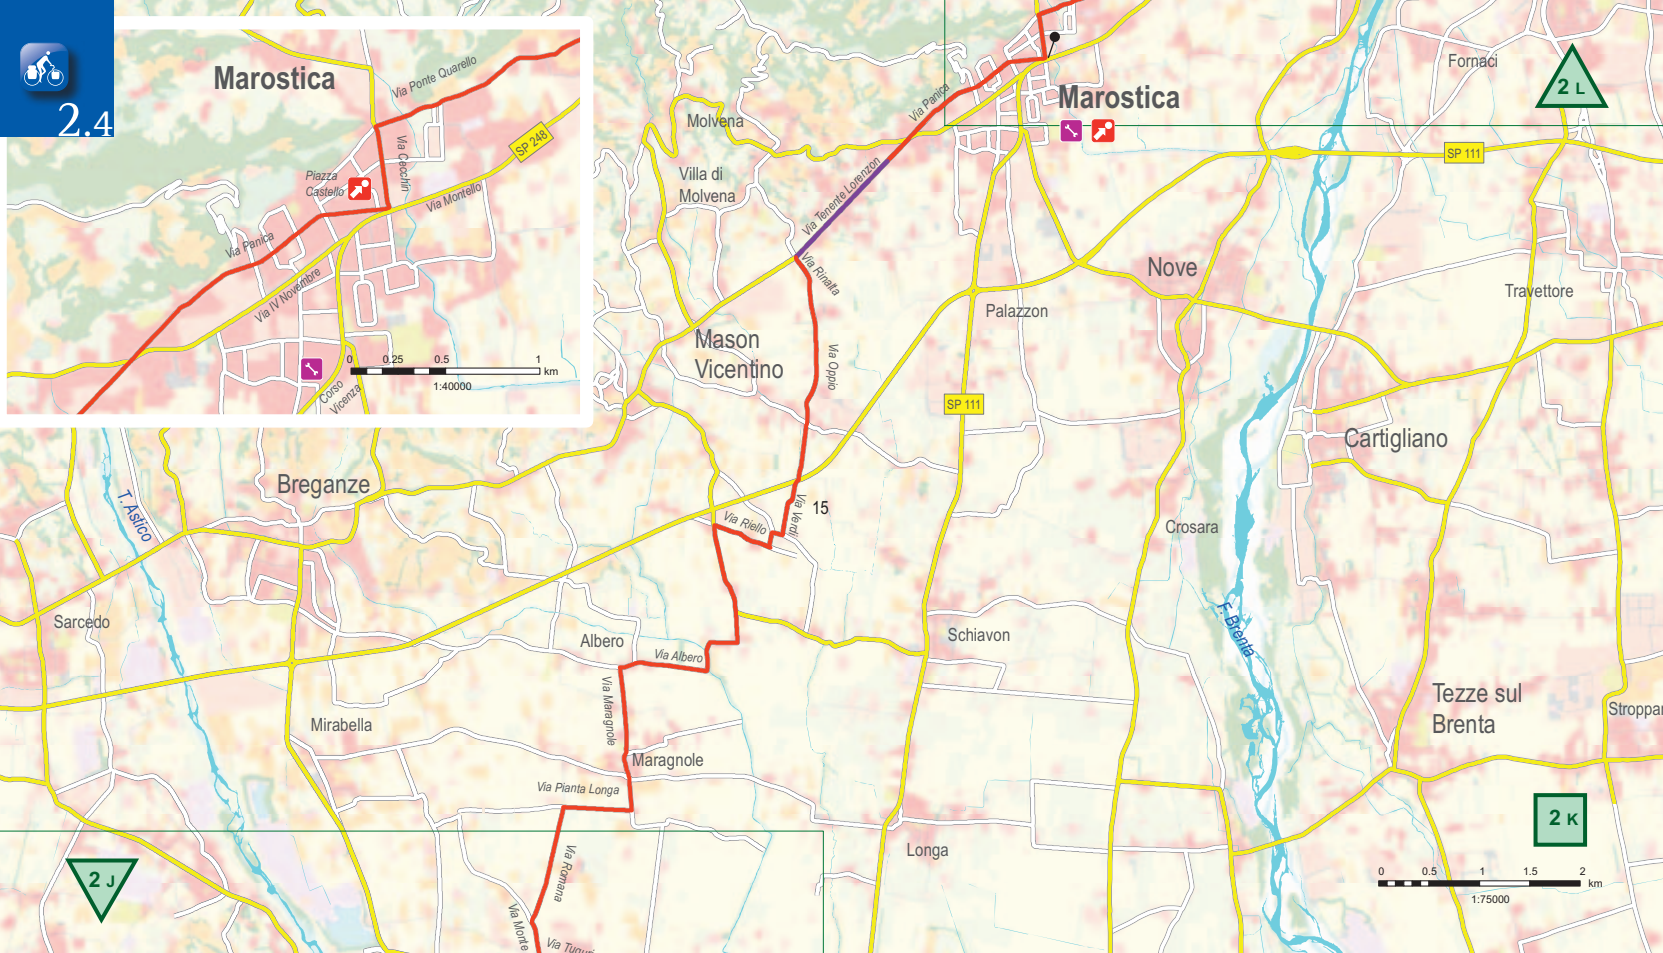 2.4
Marostica
Via Ponte Quarello
Via Cecchin
SP 248
Piazza
Castello
Via Montello
Via Panica
Via IV Novembre
Corso
Vicenza
0 0.25 0.5 1
km
1:40000
Molvena
Villa di
Molvena
Via Panica
Via Tenente Lorenzon
Marostica
Fornaci
2 L
SP 111
Via Rinalta
Nove
Palazzon
Travettore
Mason
Vicentino
Via Oppio
SP 111
Cartigliano
Breganze
T. Astico
Via Riello
Via Verdi
15
Crosara
F. Brenta
Sarcedo
Albero
Via Albero
Schiavon
Via Maragnole
Tezze sul
Brenta
Stroppar
Mirabella
Maragnole
Via Pianta Longa
2 K
Longa
Via Romana
0 0.5 1 1.5 2
km
1:75000
2 J
Via Monte
Via Tuguri